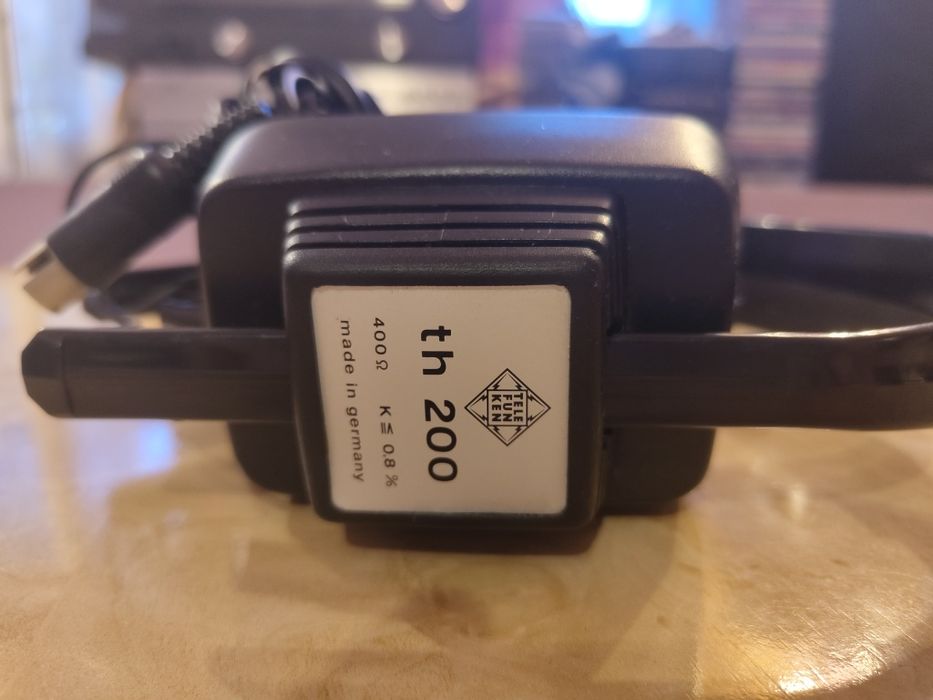 TELE
FUN
KEN
th 200
400 Ω K ≦ 0,8 %
made in germany